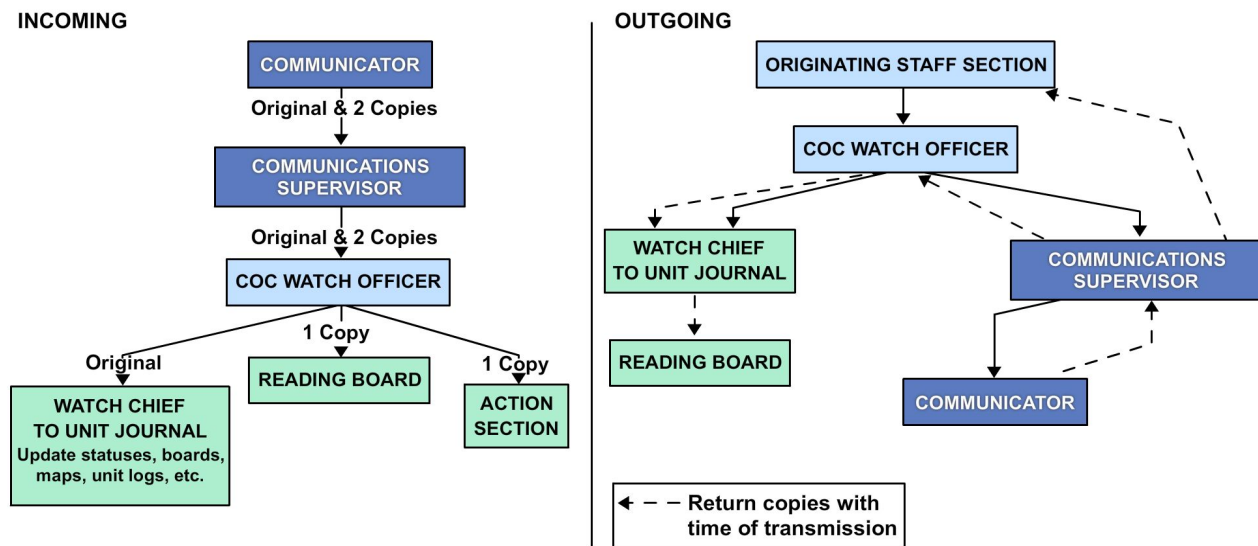 INCOMING
COMMUNICATOR
Original & 2 Copies
COMMUNICATIONS
SUPERVISOR
Original & 2 Copies
COC WATCH OFFICER
Original
1 Copy
1 Copy
WATCH CHIEF
TO UNIT JOURNAL
Update statuses, boards,
maps, unit logs, etc.
READING BOARD
ACTION
SECTION
OUTGOING
ORIGINATING STAFF SECTION
COC WATCH OFFICER
WATCH CHIEF
TO UNIT JOURNAL
COMMUNICATIONS
SUPERVISOR
READING BOARD
COMMUNICATOR
Return copies with
time of transmission